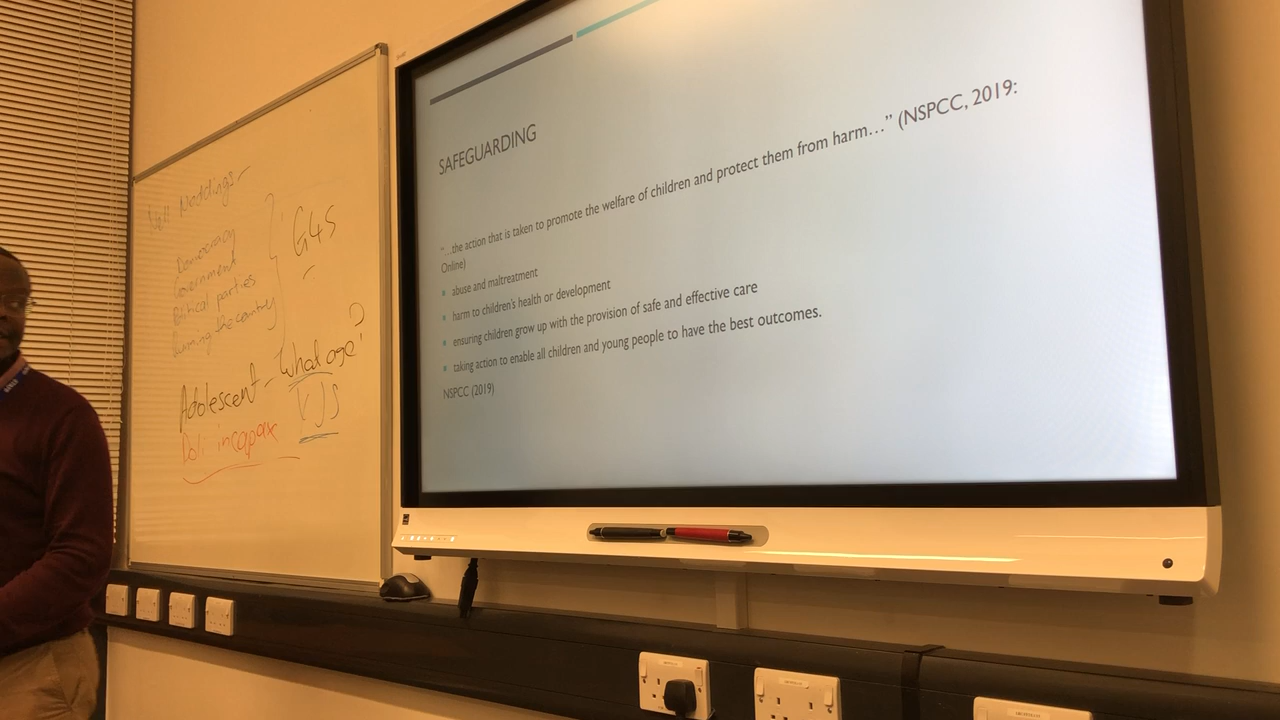 Nell Noddings -
Democracy
Government
Political parties
Running the country
G4S
Adolescent - What age?
Doli incapax
YJS
SAFEGUARDING
"…the action that is taken to promote the welfare of children and protect them from harm…" (NSPCC, 2019:
Online)
abuse and maltreatment
harm to children's health or development
ensuring children grow up with the provision of safe and effective care
taking action to enable all children and young people to have the best outcomes.
NSPCC (2019)